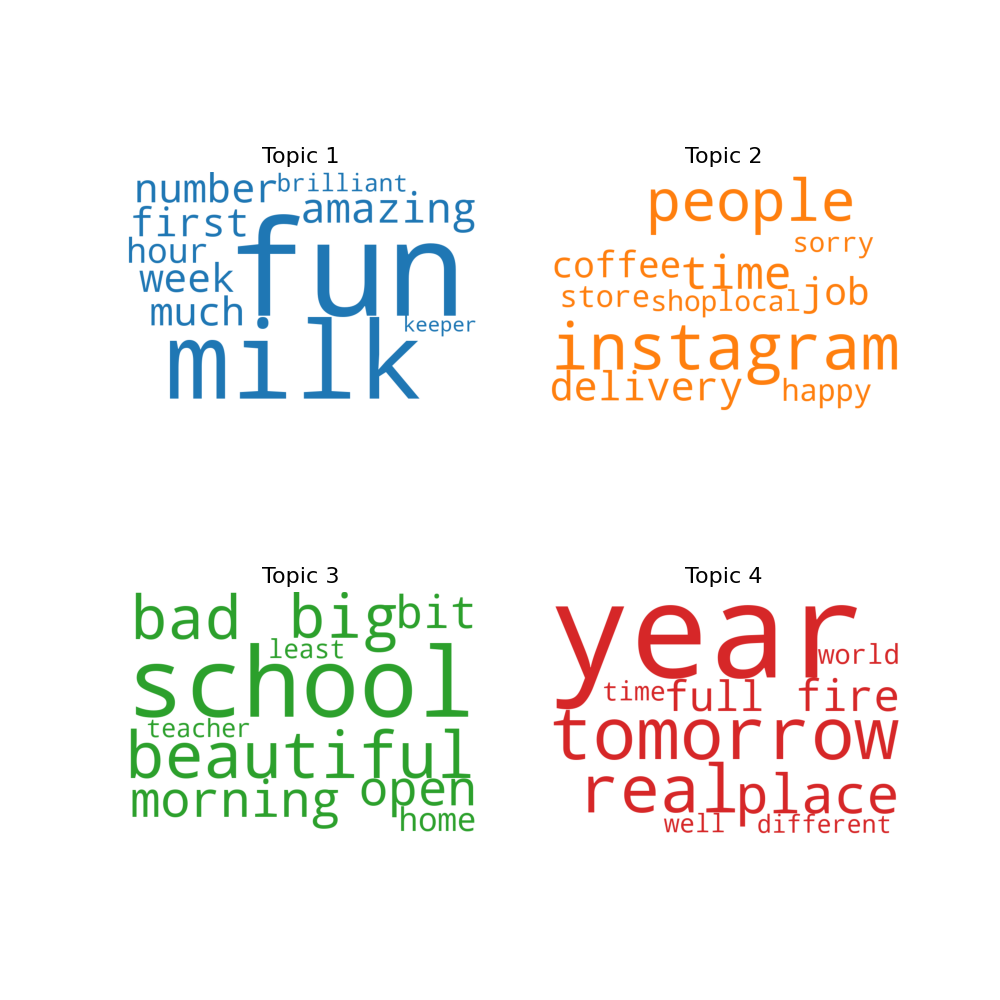 Topic 1
number brilliant
first amazing
hour fun
week
much keeper
milk
Topic 2
people
sorry
coffee time
store shoplocal job
instagram
delivery happy
Topic 3
bad big bit
least
school
teacher
beautiful
morning open
home
Topic 4
year
world
time full fire
tomorrow
real place
well different